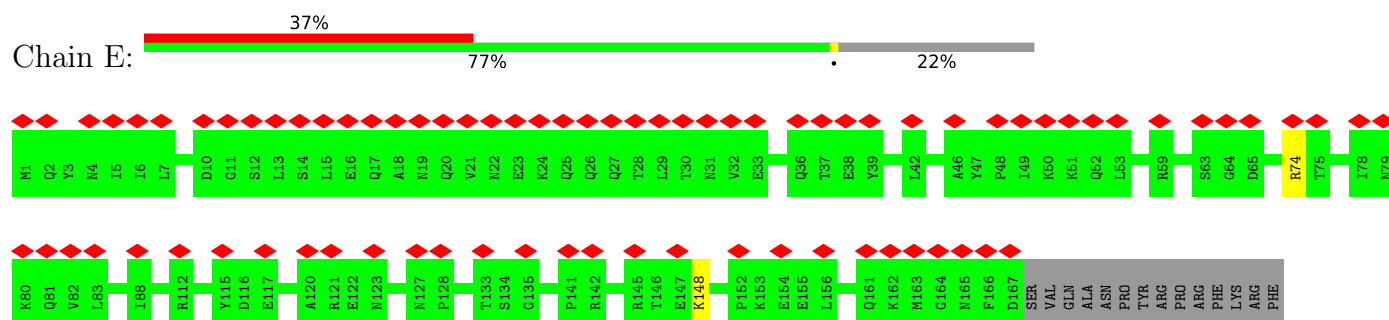 37%
Chain E:
77%
•
22%
M1 Q2 Y3 N4 I5 I6 L7 D10 G11 S12 L13 S14 L15 E16 Q17 A18 N19 Q20 V21 N22 E23 K24 Q25 Q26 Q27 T28 L29 T30 N31 V32 E33 Q36 T37 E38 Y39 L42 A46 Y47 P48 I49 K50 K51 Q52 L53 R59 S63 G64 D65 R74 T75 I78 N79
K80 Q81 V82 L83 I88 R112 Y115 D116 E117 A120 R121 E122 N123 N127 P128 T133 S134 G135 P141 R142 R145 T146 E147 K148 P152 K153 E154 E155 L156 Q161 K162 M163 G164 N165 F166 D167 SER VAL GLN ALA ASN PRO TYR ARG PRO ARG PHE LYS ARG PHE